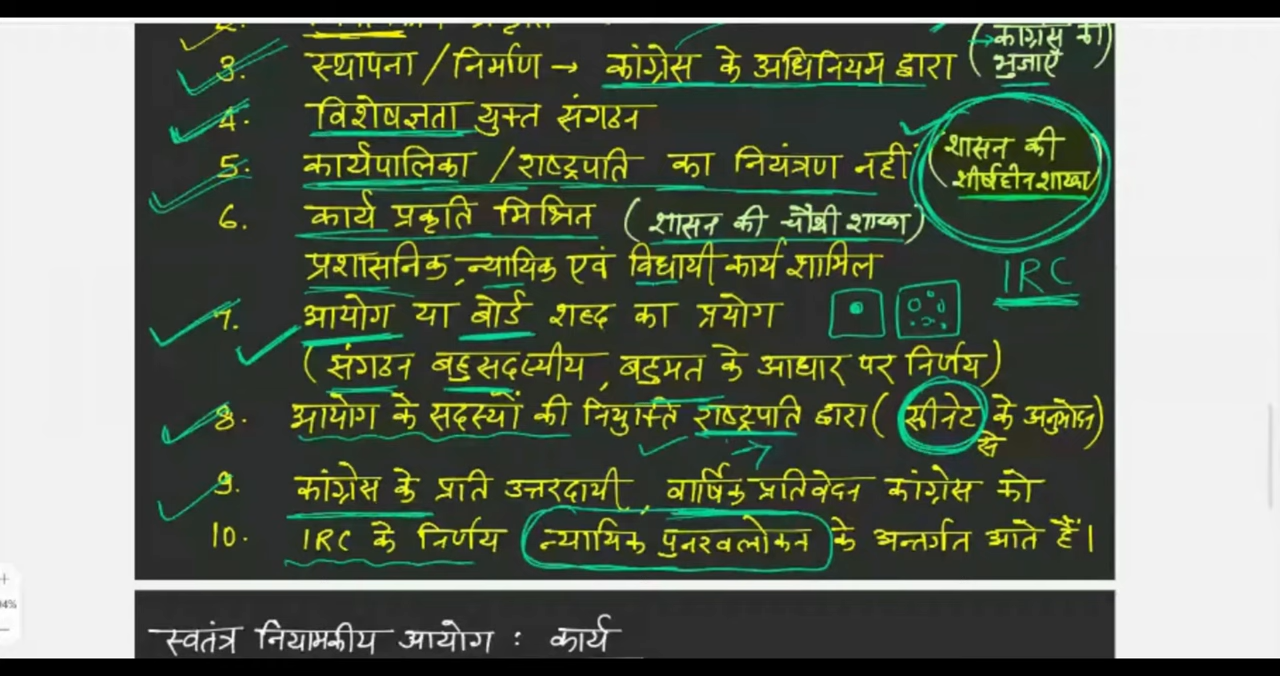 2.
3. स्थापना / निर्माण → कांग्रेस के अधिनियम द्वारा (→ कांग्रेस की भुजाएँ)
4. विशेषज्ञता युक्त संगठन
5. कार्यपालिका / राष्ट्रपति का नियंत्रण नहीं (शासन की शीर्षहीन शाखा)
6. कार्य प्रकृति मिश्रित (शासन की चौथी शाखा)
प्रशासनिक, न्यायिक एवं विधायी कार्य शामिल
IRC
7. आयोग या बोर्ड शब्द का प्रयोग
(संगठन बहुसदस्यीय, बहुमत के आधार पर निर्णय)
8. आयोग के सदस्यों की नियुक्ति राष्ट्रपति द्वारा (सीनेट के अनुमोदन से)
9. कांग्रेस के प्रति उत्तरदायी, वार्षिक प्रतिवेदन कांग्रेस को
10. IRC के निर्णय न्यायिक पुनरवलोकन के अन्तर्गत आते हैं।
+
94%
स्वतंत्र नियामकीय आयोग : कार्य